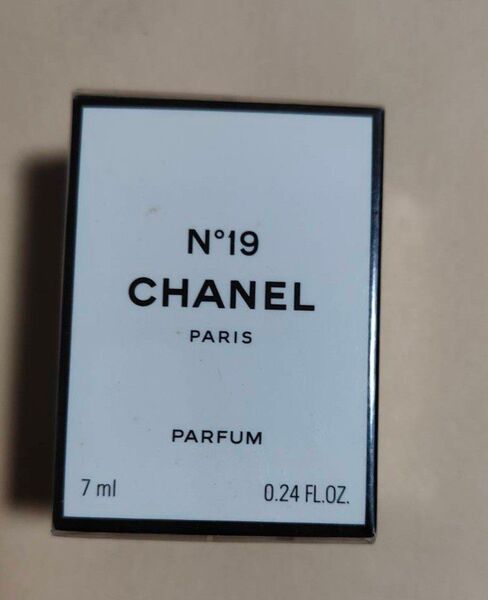 N°19
CHANEL
PARIS
PARFUM
7 ml 0.24 FL.OZ.